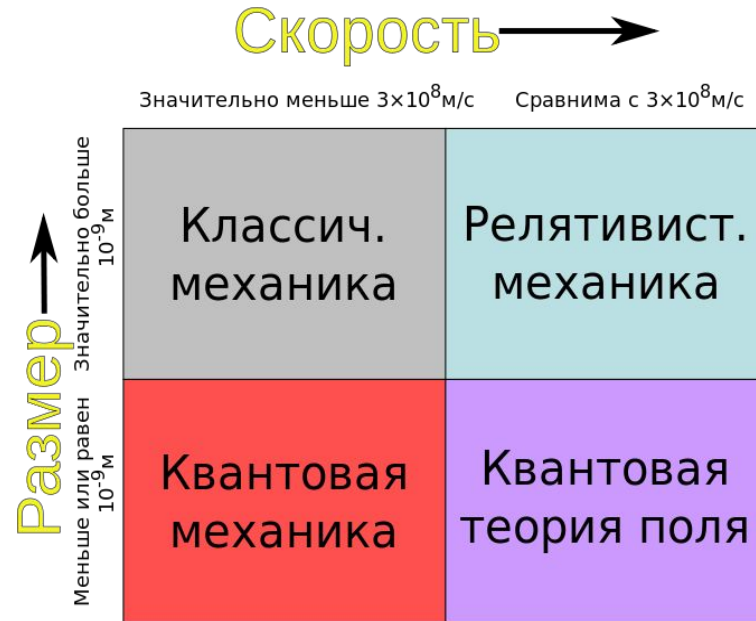 Скорость
Значительно меньше 3×10⁸м/с
Сравнима с 3×10⁸м/с
Размер
Значительно больше
10⁻⁹м
Классич.
механика
Релятивист.
механика
Меньше или равен
10⁻⁹м
Квантовая
механика
Квантовая
теория поля